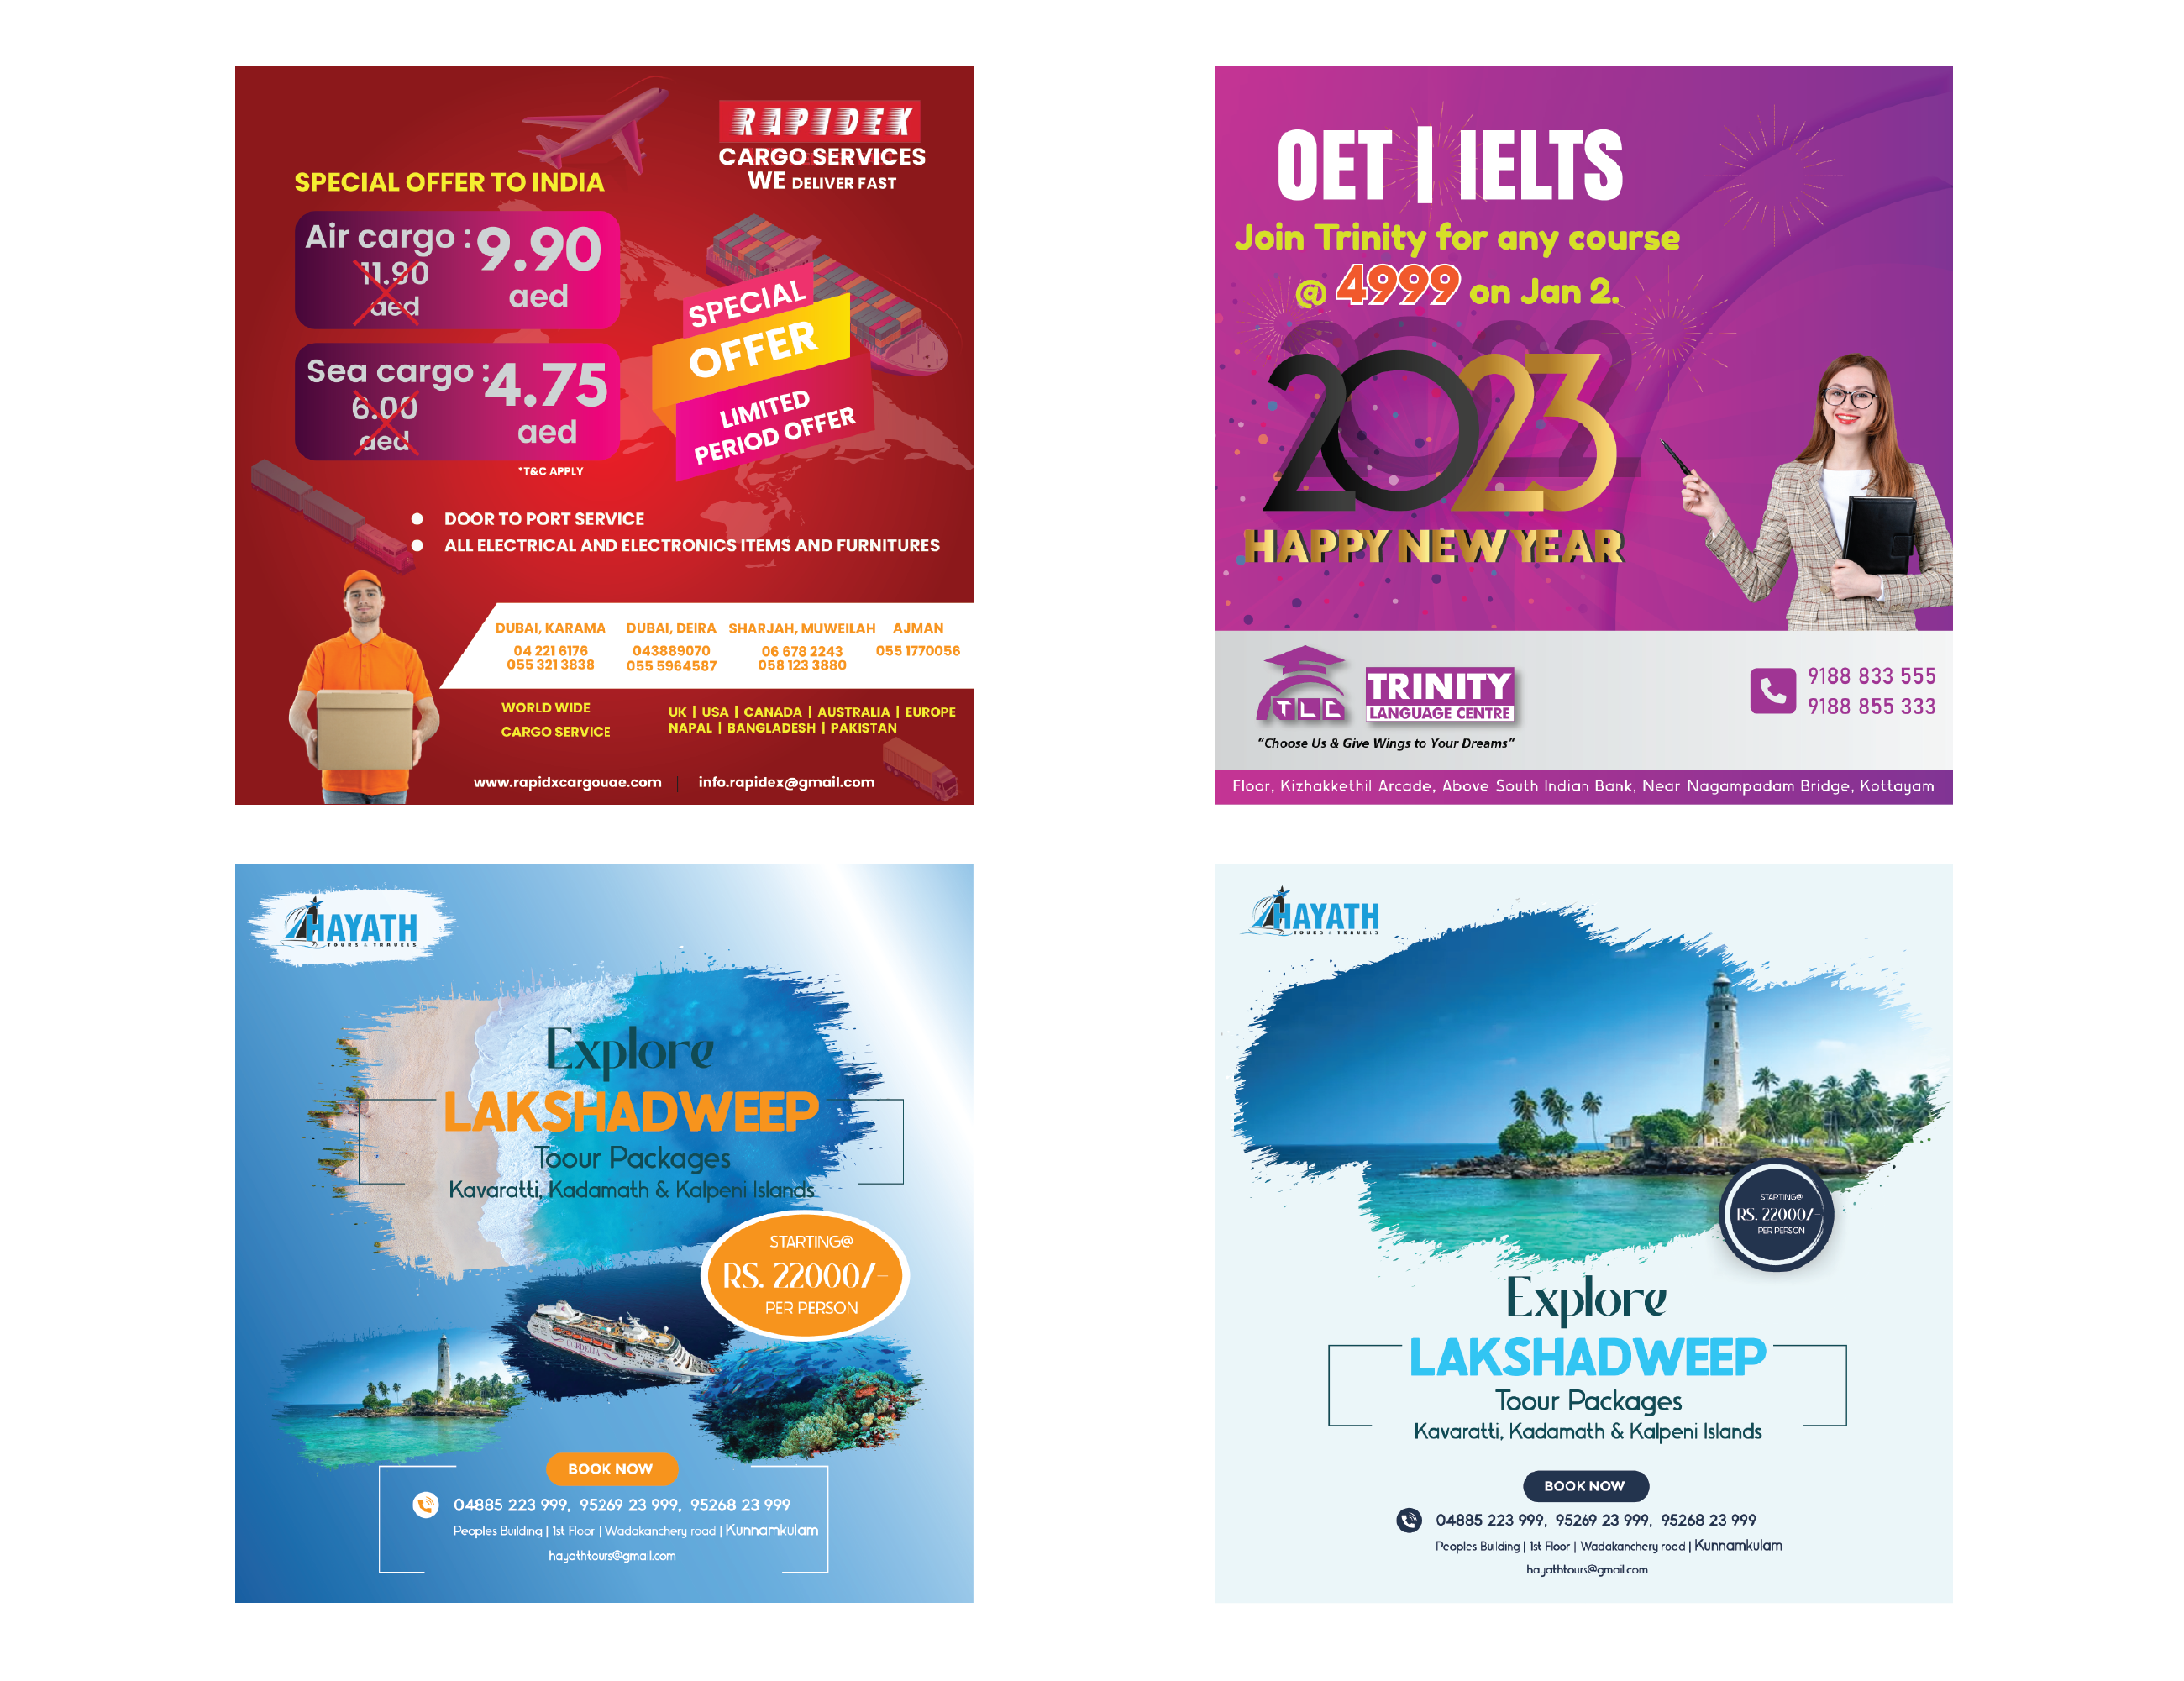 RAPIDEX
CARGO SERVICES
WE DELIVER FAST
SPECIAL OFFER TO INDIA
Air cargo : 9.90
11.90
aed
aed
Sea cargo : 4.75
6.00
aed
aed
*T&C APPLY
SPECIAL
OFFER
LIMITED
PERIOD OFFER
DOOR TO PORT SERVICE
ALL ELECTRICAL AND ELECTRONICS ITEMS AND FURNITURES
DUBAI, KARAMA DUBAI, DEIRA SHARJAH, MUWEILAH AJMAN
04 221 6176 043889070 06 678 2243 055 1770056
055 321 3838 055 5964587 058 123 3880
WORLD WIDE
CARGO SERVICE
UK | USA | CANADA | AUSTRALIA | EUROPE
NAPAL | BANGLADESH | PAKISTAN
www.rapidxcargouae.com | info.rapidex@gmail.com
OET | IELTS
Join Trinity for any course
@ 4999 on Jan 2.
2022
2023
HAPPY NEW YEAR
TLC
TRINITY
LANGUAGE CENTRE
"Choose Us & Give Wings to Your Dreams"
9188 833 555
9188 855 333
Floor, Kizhakkethil Arcade, Above South Indian Bank, Near Nagampadam Bridge, Kottayam
HAYATH
TOURS & TRAVELS
Explore
LAKSHADWEEP
Toour Packages
Kavaratti, Kadamath & Kalpeni Islands
STARTING@
RS. 22000/-
PER PERSON
CORDELIA
BOOK NOW
04885 223 999, 95269 23 999, 95268 23 999
Peoples Building | 1st Floor | Wadakanchery road | Kunnamkulam
hayathtours@gmail.com
HAYATH
TOURS & TRAVELS
STARTING@
RS. 22000/-
PER PERSON
Explore
LAKSHADWEEP
Toour Packages
Kavaratti, Kadamath & Kalpeni Islands
BOOK NOW
04885 223 999, 95269 23 999, 95268 23 999
Peoples Building | 1st Floor | Wadakanchery road | Kunnamkulam
hayathtours@gmail.com